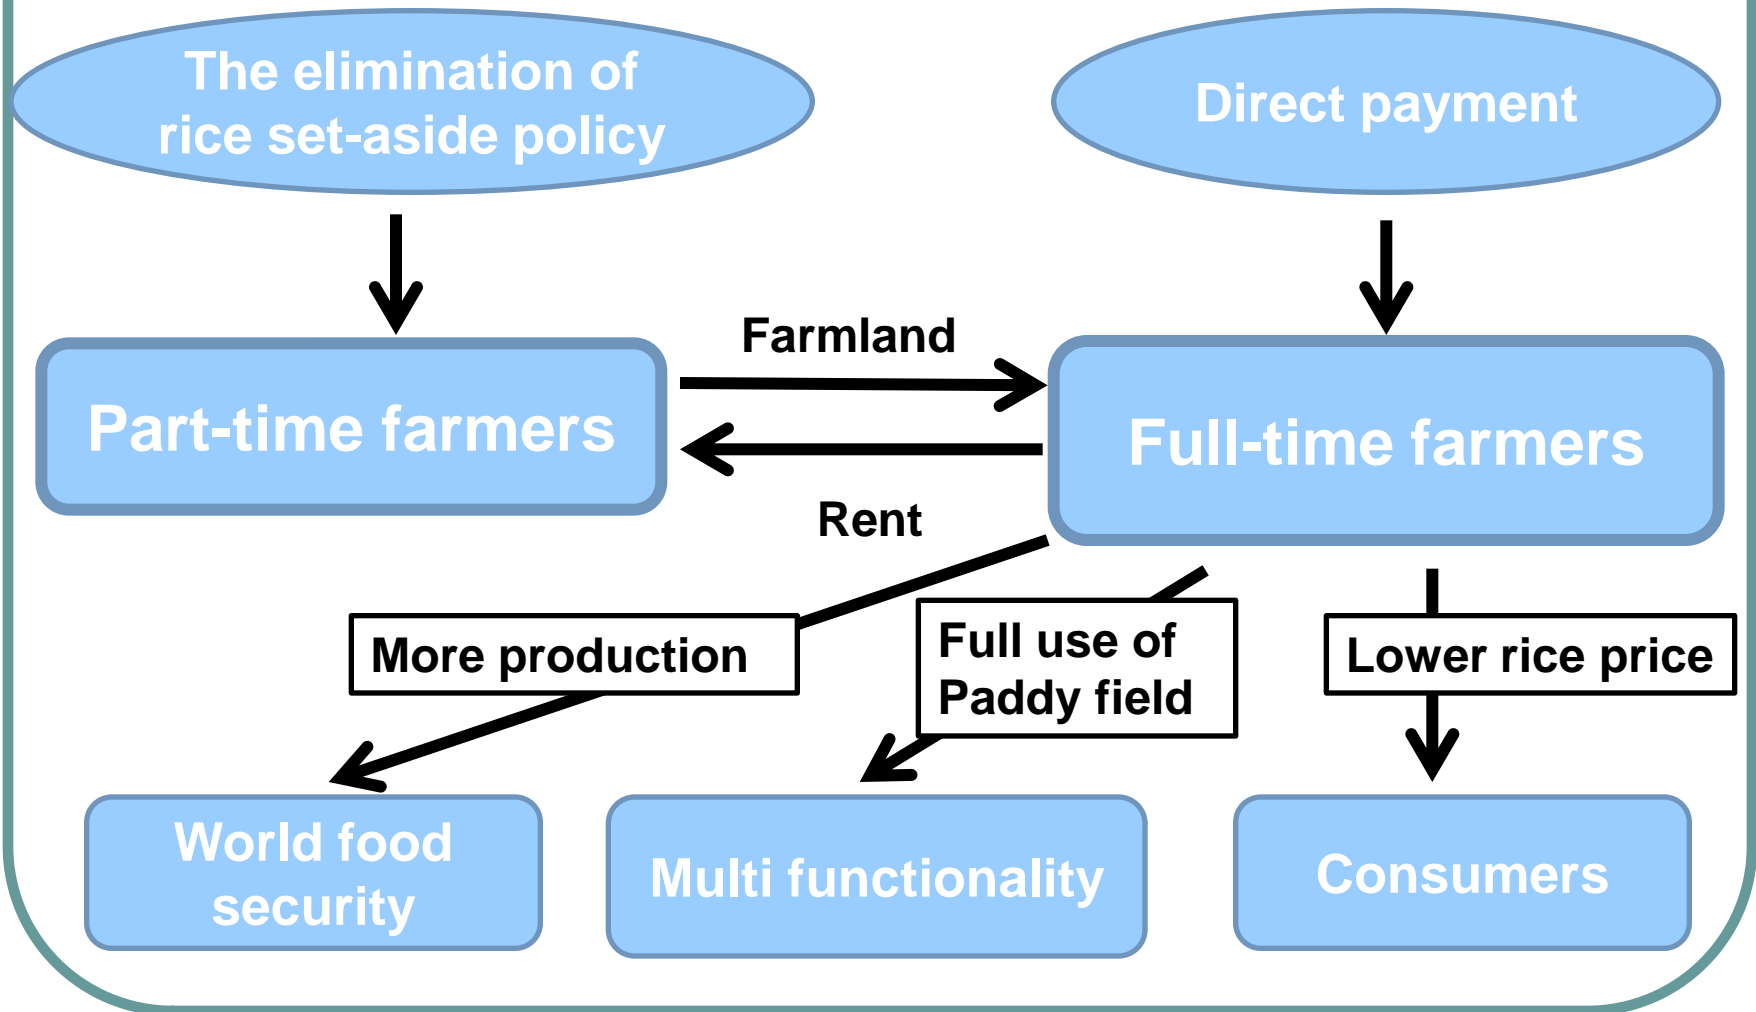 The elimination of
rice set-aside policy
Direct payment
Farmland
Part-time farmers
Full-time farmers
Rent
More production
Full use of
Paddy field
Lower rice price
World food
security
Multi functionality
Consumers